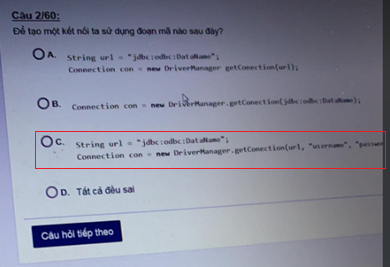 Câu 2/60:
Để tạo một kết nối ta sử dụng đoạn mã nào sau đây?
A. String url = "jdbc:odbc:DataName";
Connection con = new DriverManager getConection(url);
B. Connection con = new DriverManager.getConection(jdbc:odbc:DataName);
C. String url = "jdbc:odbc:DataName";
Connection con = new DriverManager.getConection(url, "username", "passwo
D. Tất cả đều sai
Câu hỏi tiếp theo